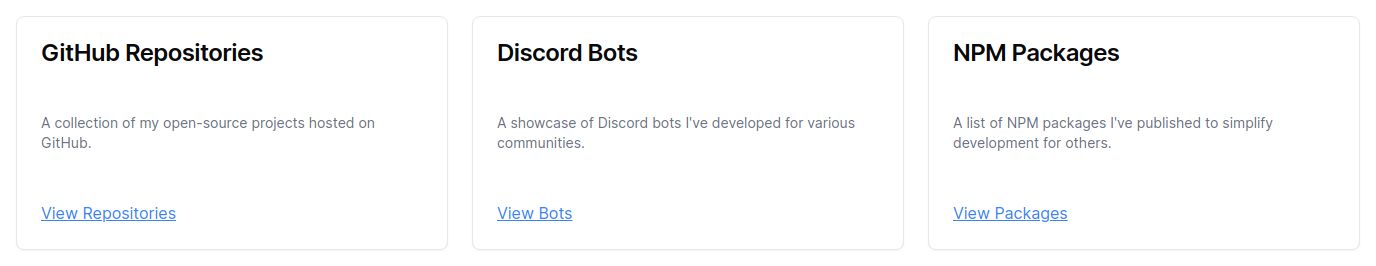 GitHub Repositories
A collection of my open-source projects hosted on
GitHub.
View Repositories
Discord Bots
A showcase of Discord bots I've developed for various
communities.
View Bots
NPM Packages
A list of NPM packages I've published to simplify
development for others.
View Packages